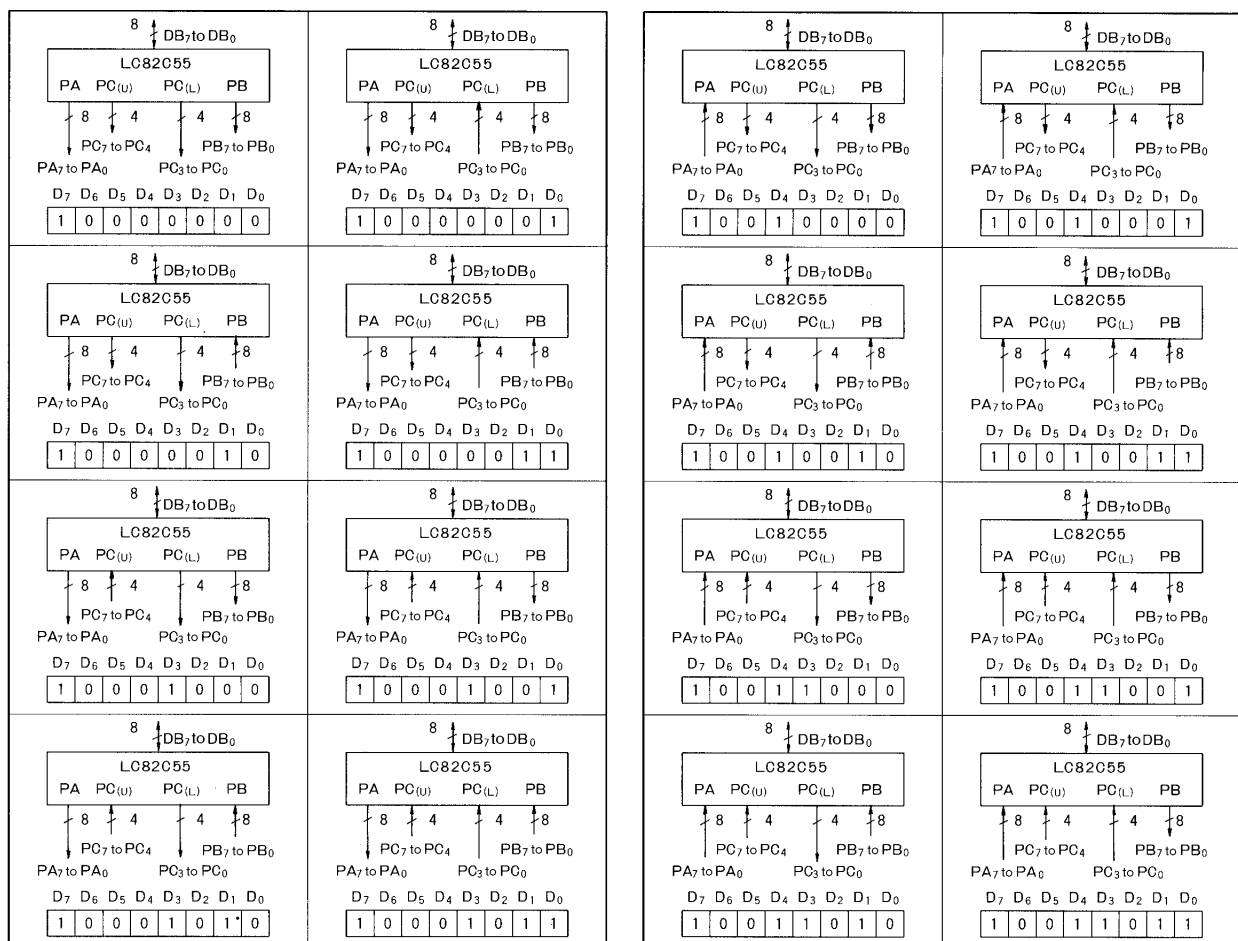 8 DB₇ to DB₀
LC82C55
PA PC(U) PC(L) PB
8 4 4 8
PC₇ to PC₄ PB₇ to PB₀
PA₇ to PA₀ PC₃ to PC₀
D₇ D₆ D₅ D₄ D₃ D₂ D₁ D₀
1 0 0 0 0 0 0 0
8 DB₇ to DB₀
LC82C55
PA PC(U) PC(L) PB
8 4 4 8
PC₇ to PC₄ PB₇ to PB₀
PA₇ to PA₀ PC₃ to PC₀
D₇ D₆ D₅ D₄ D₃ D₂ D₁ D₀
1 0 0 0 0 0 0 1
8 DB₇ to DB₀
LC82C55
PA PC(U) PC(L) PB
8 4 4 8
PC₇ to PC₄ PB₇ to PB₀
PA₇ to PA₀ PC₃ to PC₀
D₇ D₆ D₅ D₄ D₃ D₂ D₁ D₀
1 0 0 0 0 0 1 0
8 DB₇ to DB₀
LC82C55
PA PC(U) PC(L) PB
8 4 4 8
PC₇ to PC₄ PB₇ to PB₀
PA₇ to PA₀ PC₃ to PC₀
D₇ D₆ D₅ D₄ D₃ D₂ D₁ D₀
1 0 0 0 0 0 1 1
8 DB₇ to DB₀
LC82C55
PA PC(U) PC(L) PB
8 4 4 8
PC₇ to PC₄ PB₇ to PB₀
PA₇ to PA₀ PC₃ to PC₀
D₇ D₆ D₅ D₄ D₃ D₂ D₁ D₀
1 0 0 0 1 0 0 0
8 DB₇ to DB₀
LC82C55
PA PC(U) PC(L) PB
8 4 4 8
PC₇ to PC₄ PB₇ to PB₀
PA₇ to PA₀ PC₃ to PC₀
D₇ D₆ D₅ D₄ D₃ D₂ D₁ D₀
1 0 0 0 1 0 0 1
8 DB₇ to DB₀
LC82C55
PA PC(U) PC(L) PB
8 4 4 8
PC₇ to PC₄ PB₇ to PB₀
PA₇ to PA₀ PC₃ to PC₀
D₇ D₆ D₅ D₄ D₃ D₂ D₁ D₀
1 0 0 0 1 0 1 0
8 DB₇ to DB₀
LC82C55
PA PC(U) PC(L) PB
8 4 4 8
PC₇ to PC₄ PB₇ to PB₀
PA₇ to PA₀ PC₃ to PC₀
D₇ D₆ D₅ D₄ D₃ D₂ D₁ D₀
1 0 0 0 1 0 1 1
8 DB₇ to DB₀
LC82C55
PA PC(U) PC(L) PB
8 4 4 8
PC₇ to PC₄ PB₇ to PB₀
PA₇ to PA₀ PC₃ to PC₀
D₇ D₆ D₅ D₄ D₃ D₂ D₁ D₀
1 0 0 1 0 0 0 0
8 DB₇ to DB₀
LC82C55
PA PC(U) PC(L) PB
8 4 4 8
PC₇ to PC₄ PB₇ to PB₀
PA₇ to PA₀ PC₃ to PC₀
D₇ D₆ D₅ D₄ D₃ D₂ D₁ D₀
1 0 0 1 0 0 0 1
8 DB₇ to DB₀
LC82C55
PA PC(U) PC(L) PB
8 4 4 8
PC₇ to PC₄ PB₇ to PB₀
PA₇ to PA₀ PC₃ to PC₀
D₇ D₆ D₅ D₄ D₃ D₂ D₁ D₀
1 0 0 1 0 0 1 0
8 DB₇ to DB₀
LC82C55
PA PC(U) PC(L) PB
8 4 4 8
PC₇ to PC₄ PB₇ to PB₀
PA₇ to PA₀ PC₃ to PC₀
D₇ D₆ D₅ D₄ D₃ D₂ D₁ D₀
1 0 0 1 0 0 1 1
8 DB₇ to DB₀
LC82C55
PA PC(U) PC(L) PB
8 4 4 8
PC₇ to PC₄ PB₇ to PB₀
PA₇ to PA₀ PC₃ to PC₀
D₇ D₆ D₅ D₄ D₃ D₂ D₁ D₀
1 0 0 1 1 0 0 0
8 DB₇ to DB₀
LC82C55
PA PC(U) PC(L) PB
8 4 4 8
PC₇ to PC₄ PB₇ to PB₀
PA₇ to PA₀ PC₃ to PC₀
D₇ D₆ D₅ D₄ D₃ D₂ D₁ D₀
1 0 0 1 1 0 0 1
8 DB₇ to DB₀
LC82C55
PA PC(U) PC(L) PB
8 4 4 8
PC₇ to PC₄ PB₇ to PB₀
PA₇ to PA₀ PC₃ to PC₀
D₇ D₆ D₅ D₄ D₃ D₂ D₁ D₀
1 0 0 1 1 0 1 0
8 DB₇ to DB₀
LC82C55
PA PC(U) PC(L) PB
8 4 4 8
PC₇ to PC₄ PB₇ to PB₀
PA₇ to PA₀ PC₃ to PC₀
D₇ D₆ D₅ D₄ D₃ D₂ D₁ D₀
1 0 0 1 1 0 1 1